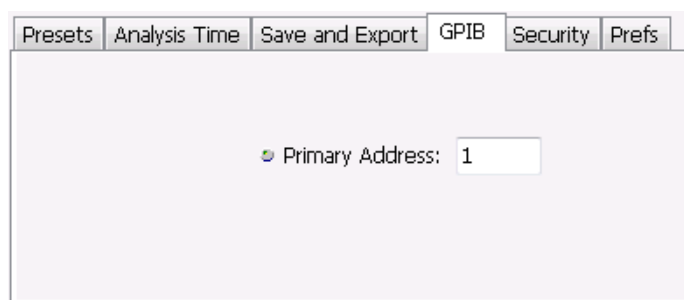 Presets Analysis Time Save and Export GPIB Security Prefs
Primary Address: 1